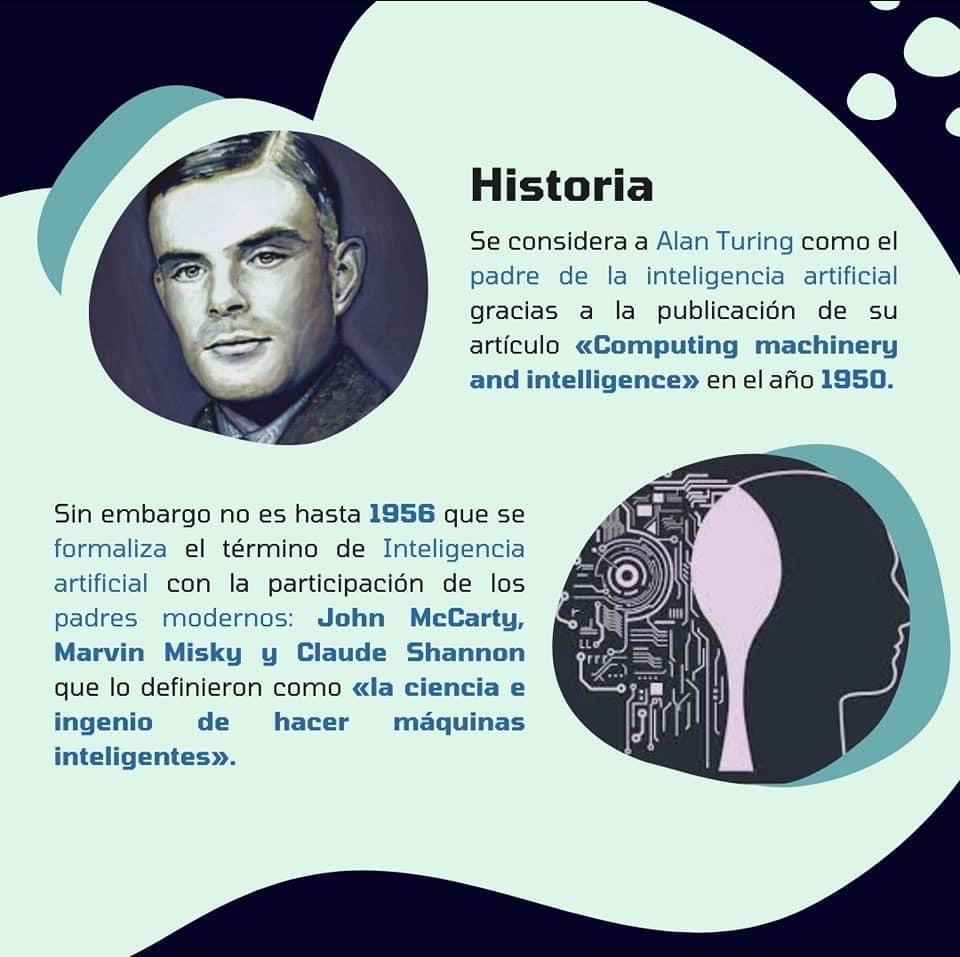 Historia
Se considera a Alan Turing como el
padre de la inteligencia artificial
gracias a la publicación de su
artículo «Computing machinery
and intelligence» en el año 1950.
Sin embargo no es hasta 1956 que se
formaliza el término de Inteligencia
artificial con la participación de los
padres modernos: John McCarty,
Marvin Misky y Claude Shannon
que lo definieron como «la ciencia e
ingenio de hacer máquinas
inteligentes».